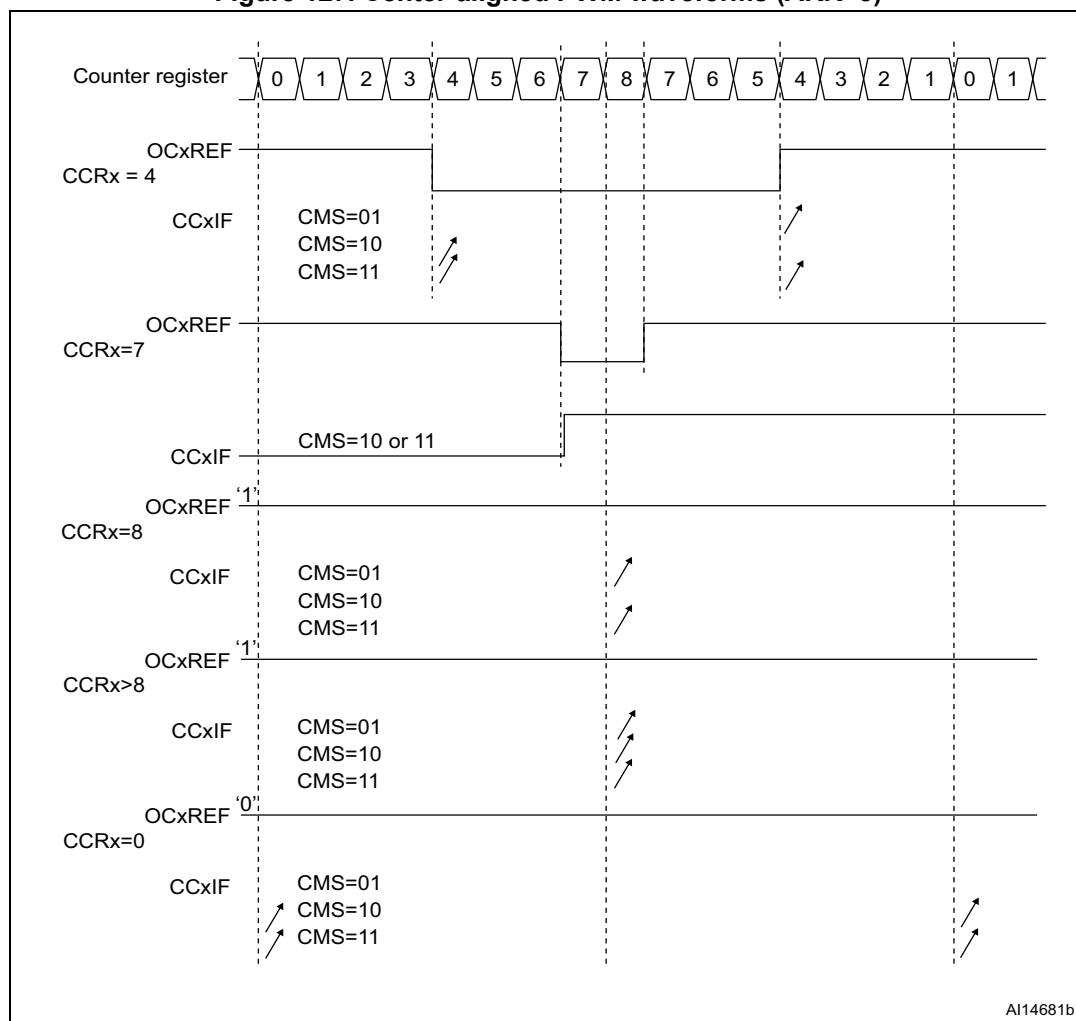 Figure Center-aligned PWM waveforms (ARR=8)
Counter register 0 1 2 3 4 5 6 7 8 7 6 5 4 3 2 1 0 1
OCxREF
CCRx = 4
CCxIF CMS=01
CMS=10
CMS=11
OCxREF
CCRx=7
CMS=10 or 11
CCxIF
OCxREF '1'
CCRx=8
CCxIF CMS=01
CMS=10
CMS=11
OCxREF '1'
CCRx>8
CCxIF CMS=01
CMS=10
CMS=11
OCxREF '0'
CCRx=0
CCxIF CMS=01
CMS=10
CMS=11
AI14681b